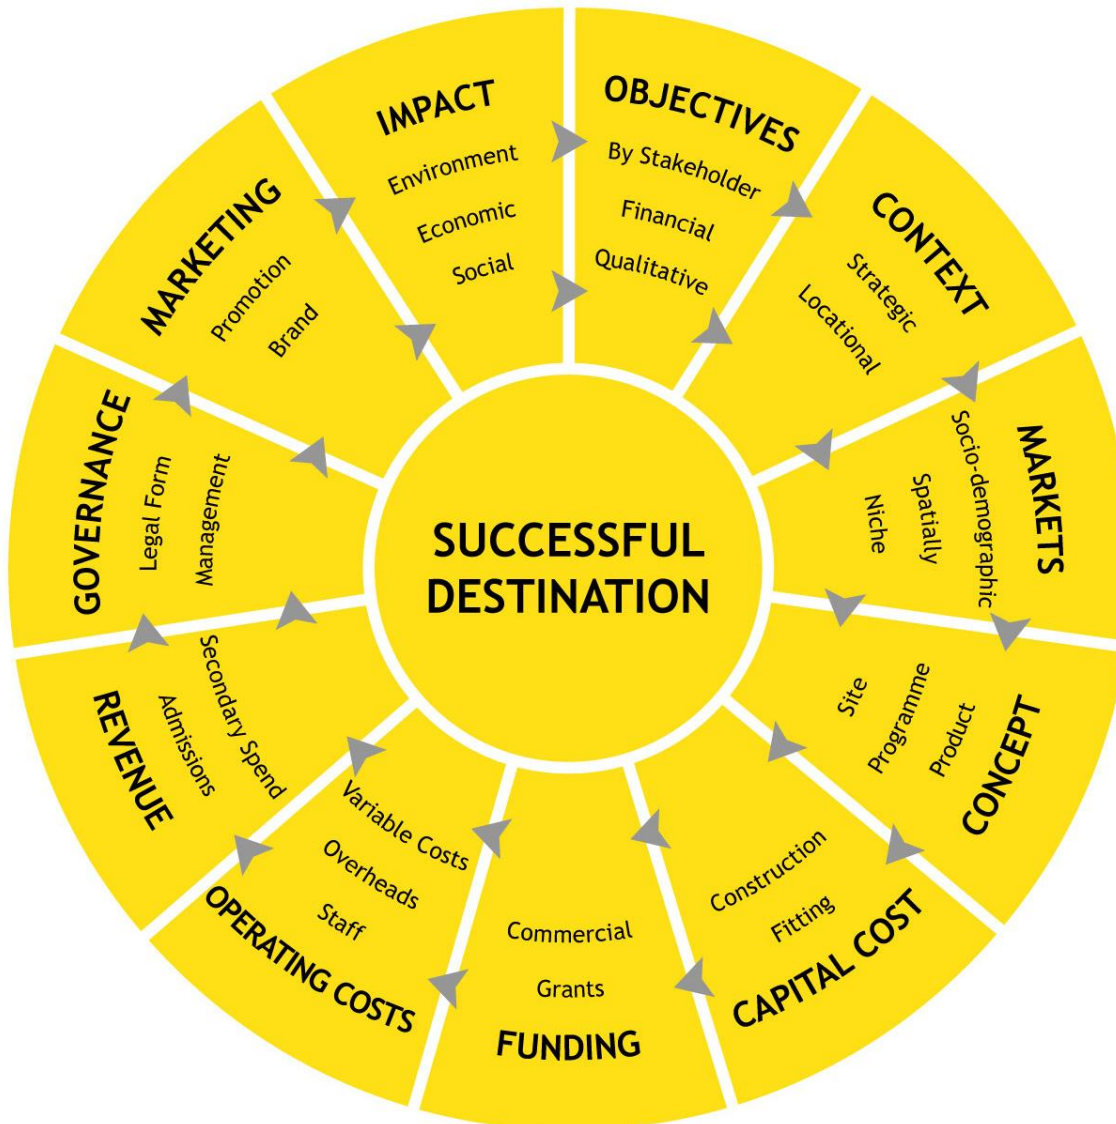 SUCCESSFUL
DESTINATION
OBJECTIVES
By Stakeholder
Financial
Qualitative
CONTEXT
Strategic
Locational
MARKETS
Socio-demographic
Spatially
Niche
CONCEPT
Product
Programme
Site
CAPITAL COST
Construction
Fitting
FUNDING
Commercial
Grants
OPERATING COSTS
Variable Costs
Overheads
Staff
REVENUE
Admissions
Secondary Spend
GOVERNANCE
Legal Form
Management
MARKETING
Promotion
Brand
IMPACT
Environment
Economic
Social